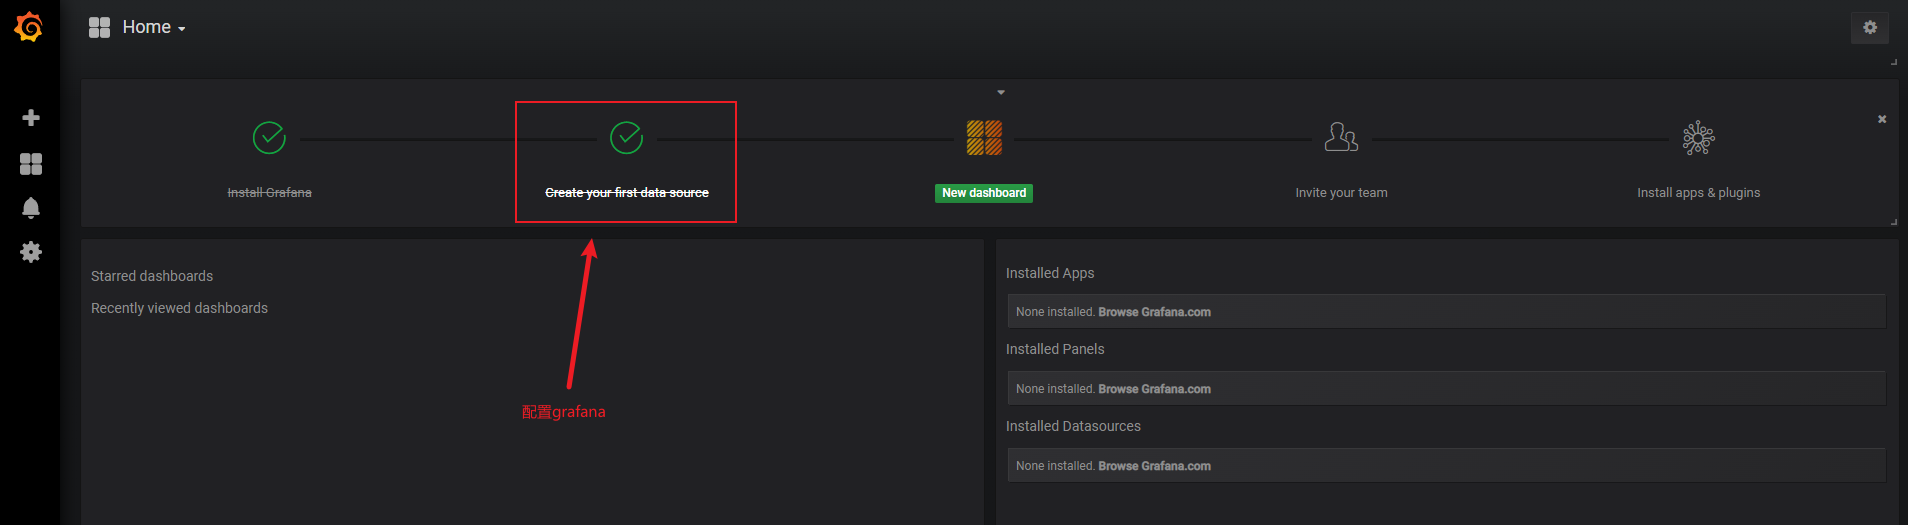 Home
Install Grafana
Create your first data source
New dashboard
Invite your team
Install apps & plugins
Starred dashboards
Recently viewed dashboards
配置grafana
Installed Apps
None installed. Browse Grafana.com
Installed Panels
None installed. Browse Grafana.com
Installed Datasources
None installed. Browse Grafana.com